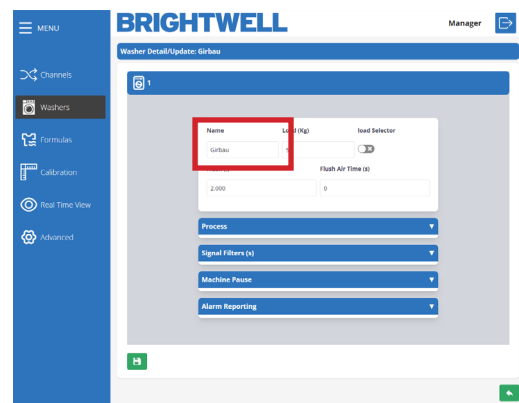 MENU
BRIGHTWELL
Manager
Washer Detail/Update: Girbau
Channels
1
Washers
Formulas
Calibration
Real Time View
Advanced
Name
(Kg)
load Selector
Girbau
Flush Air Time (s)
2.000
0
Process
Signal Filters (s)
Machine Pause
Alarm Reporting